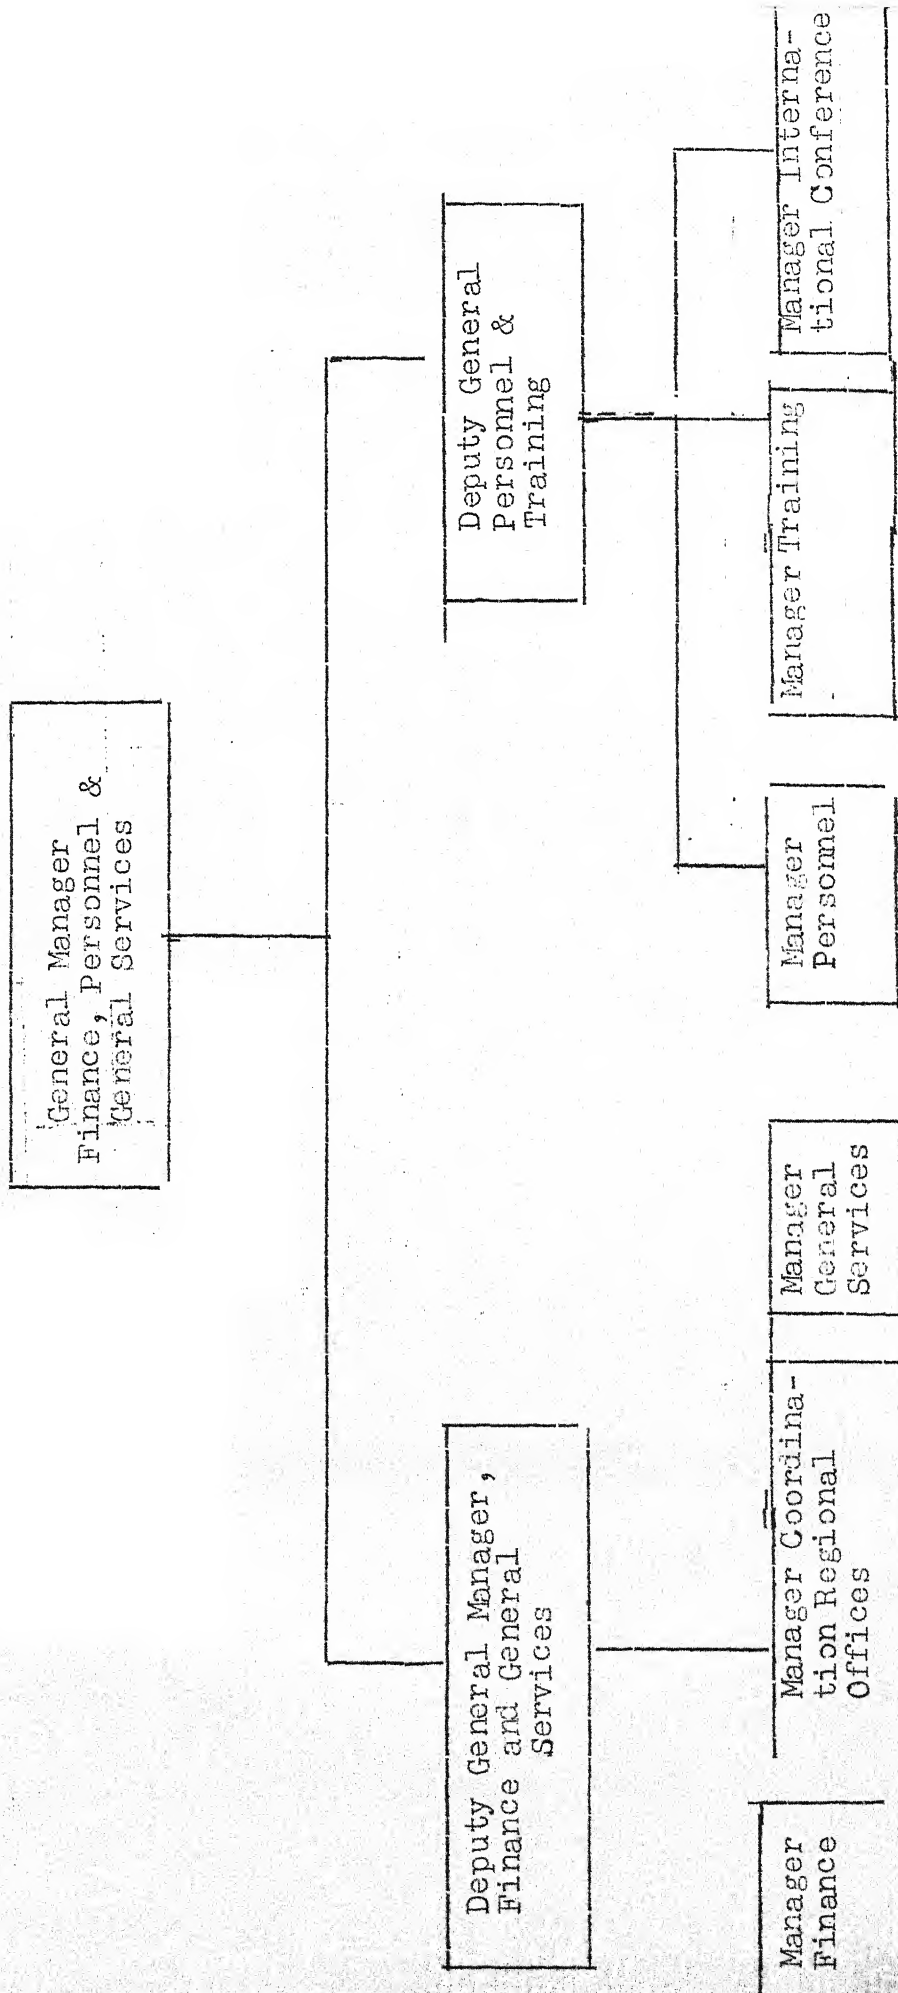 General Manager
Finance, Personnel &
General Services
Deputy General Manager,
Finance and General
Services
Deputy General
Personnel &
Training
Manager
Finance
Manager Coordina-
tion Regional
Offices
Manager
General
Services
Manager
Personnel
Manager Training
Manager Interna-
tional Conference